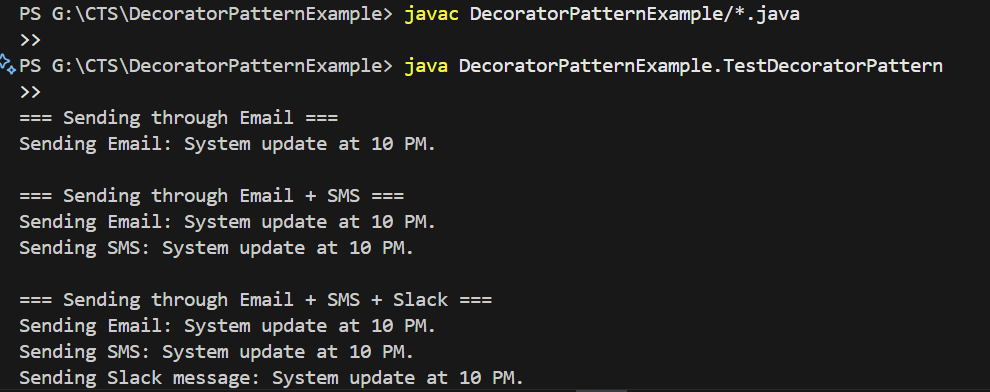 PS G:\CTS\DecoratorPatternExample> javac DecoratorPatternExample/*.java
>>
PS G:\CTS\DecoratorPatternExample> java DecoratorPatternExample.TestDecoratorPattern
>>
=== Sending through Email ===
Sending Email: System update at 10 PM.

=== Sending through Email + SMS ===
Sending Email: System update at 10 PM.
Sending SMS: System update at 10 PM.

=== Sending through Email + SMS + Slack ===
Sending Email: System update at 10 PM.
Sending SMS: System update at 10 PM.
Sending Slack message: System update at 10 PM.